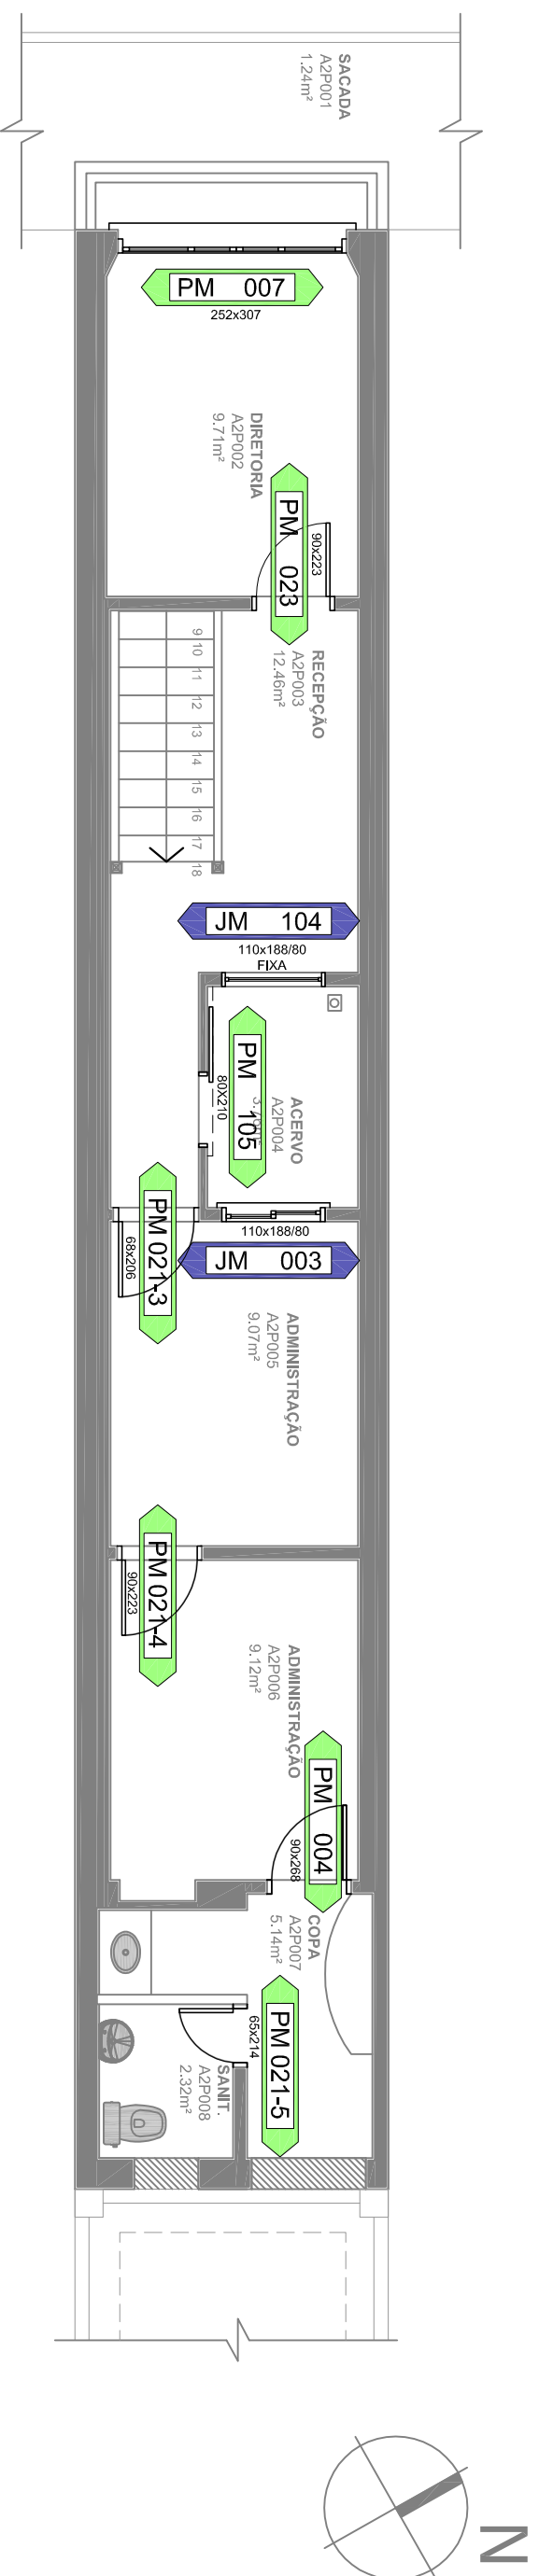 SACADA
A2P001
1.24m²
PM 007
252x307
DIRETORIA
A2P002
9.71m²
PM 023
90x223
RECEPÇÃO
A2P003
12.46m²
9
10
11
12
13
14
15
16
17
18
JM 104
110x188/80
FIXA
PM 105
80X210
ACERVO
A2P004
PM 021-3
68x206
110x188/80
JM 003
ADMINISTRAÇÃO
A2P005
9.07m²
PM 021-4
90x223
ADMINISTRAÇÃO
A2P006
9.12m²
PM 004
90x268
COPA
A2P007
5.14m²
PM 021-5
65x214
SANIT.
A2P008
2.32m²
N